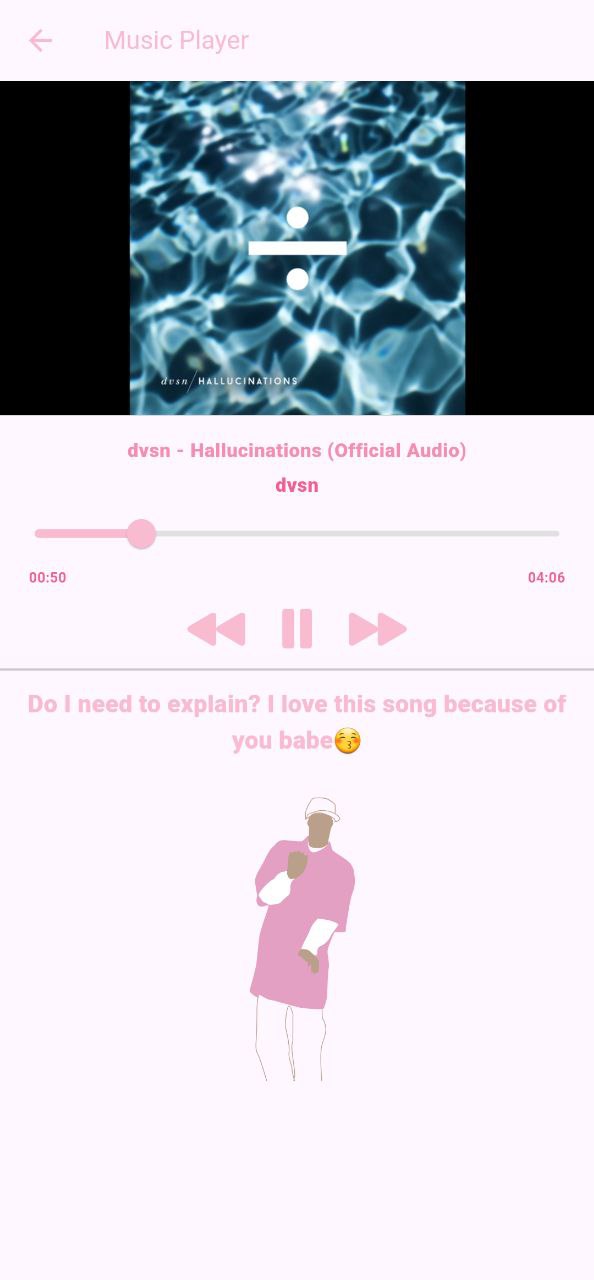 Music Player
dvsn/HALLUCINATIONS
dvsn - Hallucinations (Official Audio)
dvsn
00:50
04:06
Do I need to explain? I love this song because of
you babe😚